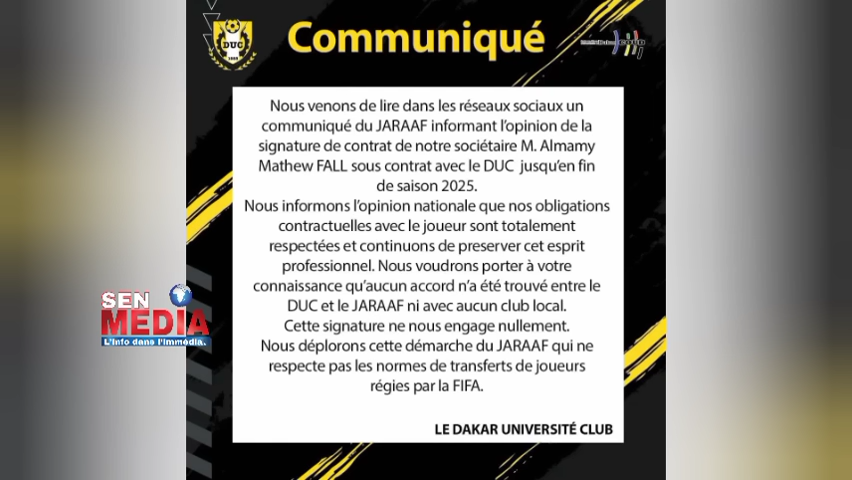 DUC
Communiqué
Nous venons de lire dans les réseaux sociaux un
communiqué du JARAAF informant l'opinion de la
signature de contrat de notre sociétaire M. Almamy
Mathew FALL sous contrat avec le DUC jusqu'en fin
de saison 2025.
Nous informons l'opinion nationale que nos obligations
contractuelles avec le joueur sont totalement
respectées et continuons de preserver cet esprit
professionnel. Nous voudrons porter à votre
connaissance qu'aucun accord n'a été trouvé entre le
DUC et le JARAAF ni avec aucun club local.
Cette signature ne nous engage nullement.
Nous déplorons cette démarche du JARAAF qui ne
respecte pas les normes de transferts de joueurs
régies par la FIFA.
LE DAKAR UNIVERSITÉ CLUB
SEN
MEDIA
L'info dans l'immédia.